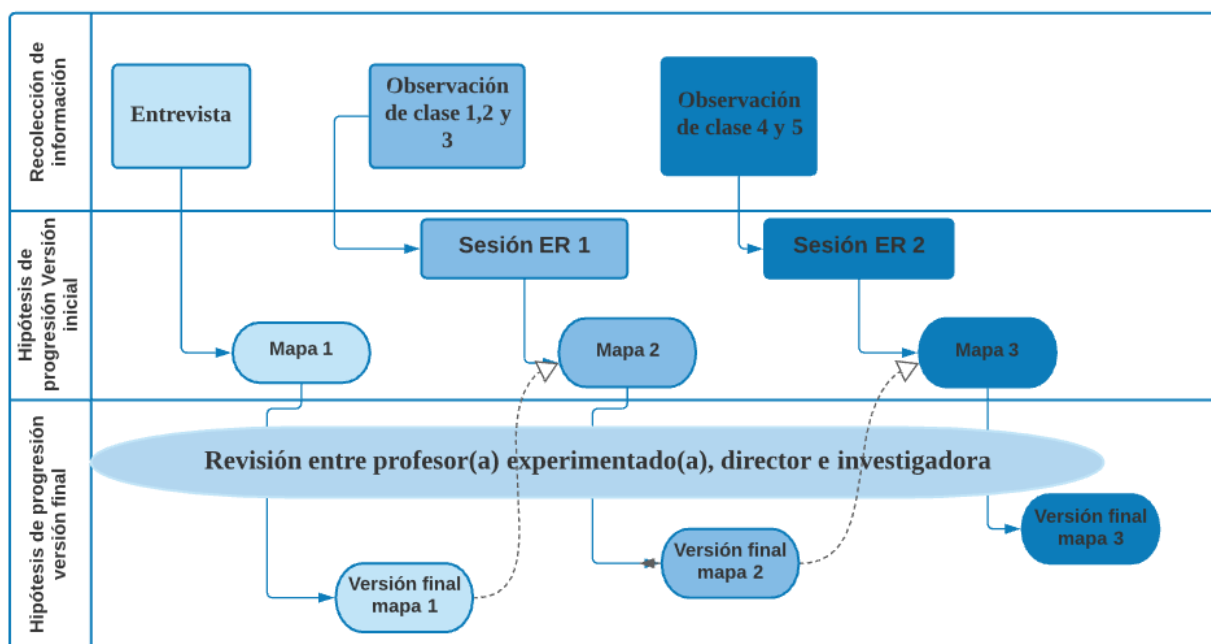 Recolección de
información
Entrevista
Observación
de clase 1,2 y
3
Observación
de clase 4 y 5
Hipótesis de
progresión Versión
inicial
Sesión ER 1
Sesión ER 2
Mapa 1
Mapa 2
Mapa 3
Hipótesis de progresión
versión final
Revisión entre profesor(a) experimentado(a), director e investigadora
Versión final
mapa 1
Versión final
mapa 2
Versión final
mapa 3